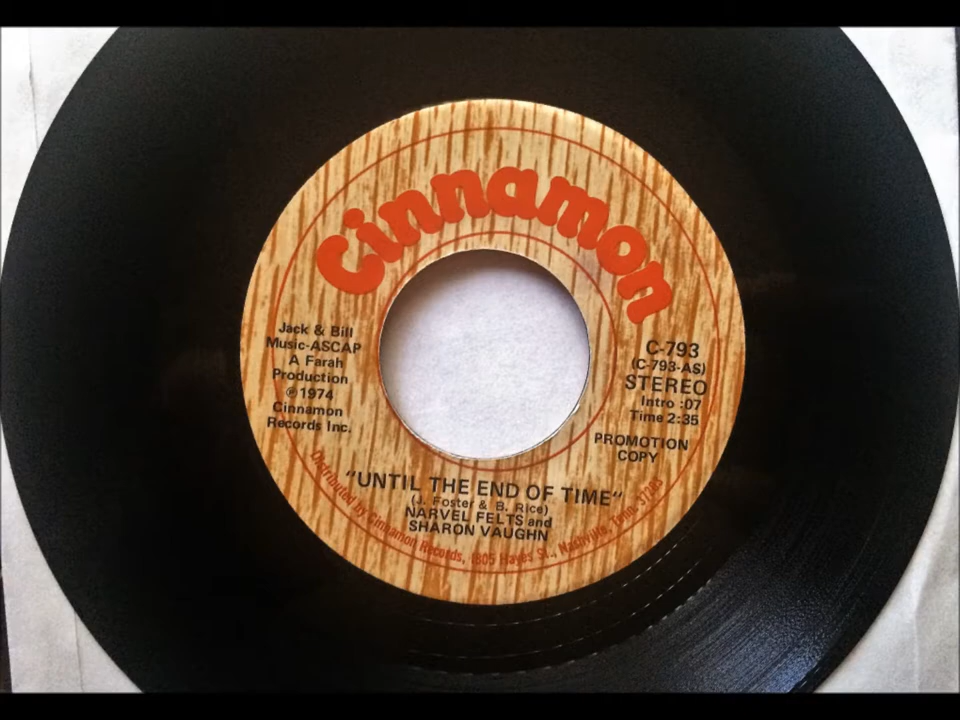 Cinnamon
Jack & Bill
Music-ASCAP
A Farah
Production
℗1974
Cinnamon
Records Inc.
C-793
(C-793-AS)
STEREO
Intro :07
Time 2:35
PROMOTION
COPY
"UNTIL THE END OF TIME"
(J. Foster & B. Rice)
NARVEL FELTS and
SHARON VAUGHN
Distributed by Cinnamon Records, 1805 Hayes St., Nashville, Tenn. 37203